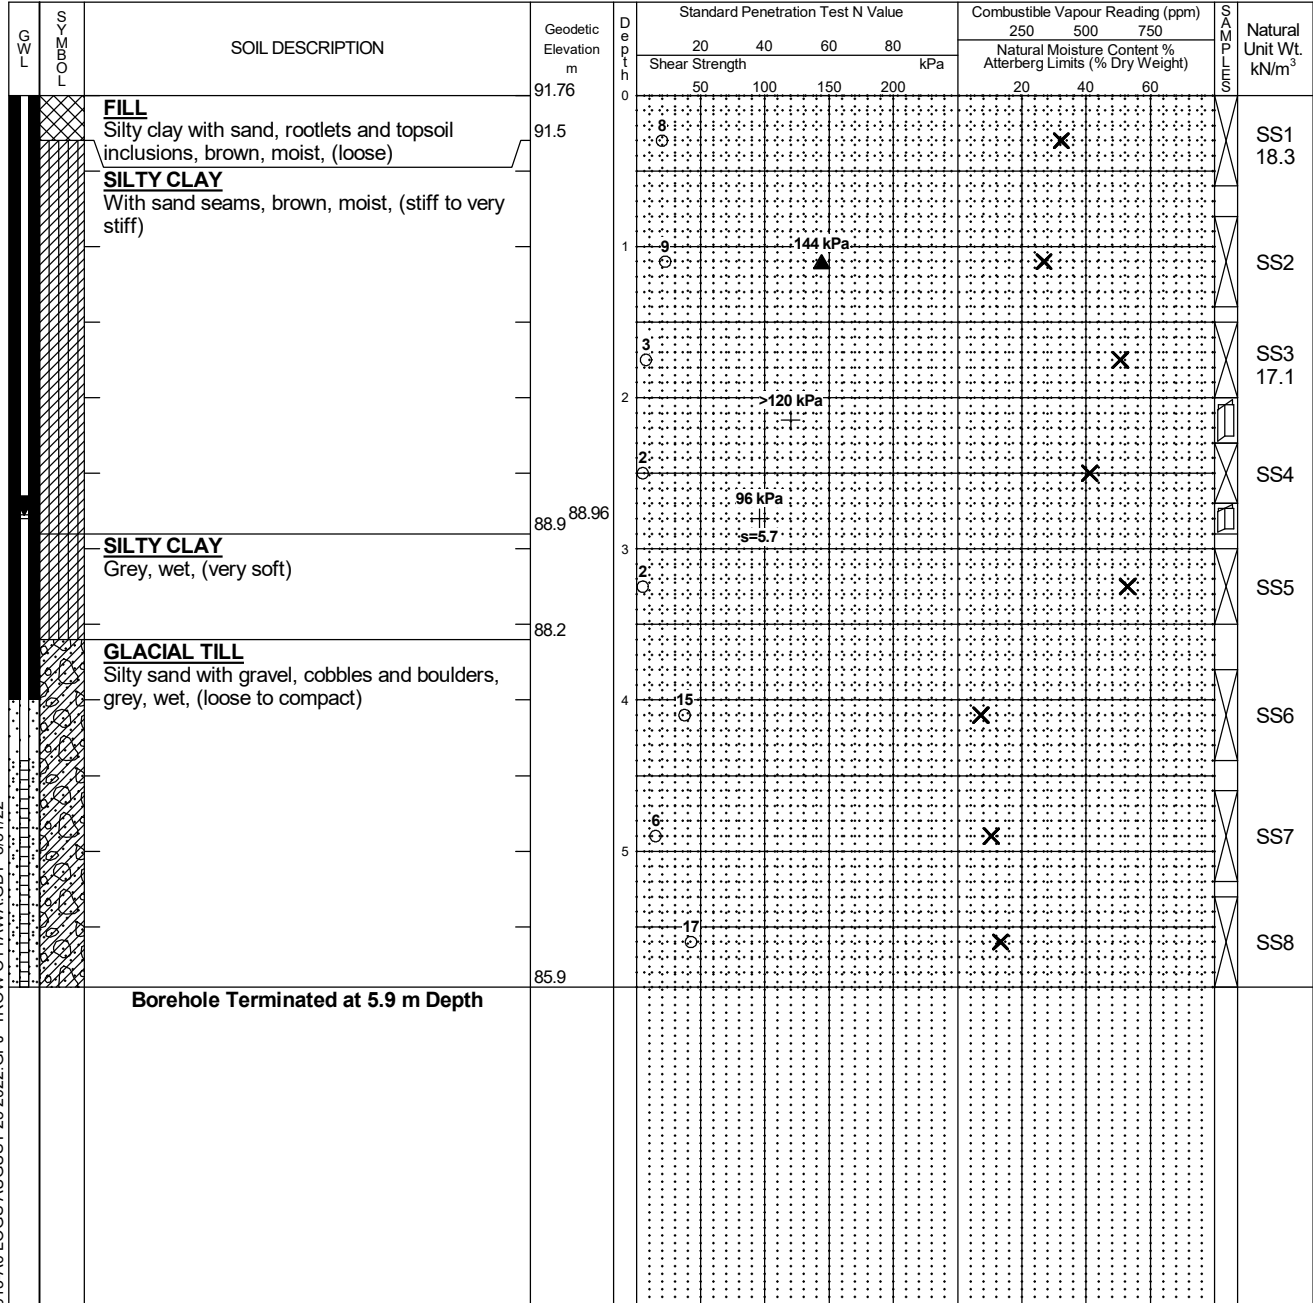 GWL
SYMBOL
SOIL DESCRIPTION
Geodetic
Elevation
m
Depth
Standard Penetration Test N Value
20 40 60 80
Shear Strength kPa
50 100 150 200
Combustible Vapour Reading (ppm)
250 500 750
Natural Moisture Content %
Atterberg Limits (% Dry Weight)
20 40 60
SAMPLES
Natural
Unit Wt.
kN/m³
91.76
0
FILL
Silty clay with sand, rootlets and topsoil
inclusions, brown, moist, (loose)
91.5
8
SS1
18.3
SILTY CLAY
With sand seams, brown, moist, (stiff to very
stiff)
1
9
144 kPa
SS2
3
SS3
17.1
2
>120 kPa
2
SS4
96 kPa
s=5.7
88.9
88.96
SILTY CLAY
Grey, wet, (very soft)
3
2
SS5
88.2
GLACIAL TILL
Silty sand with gravel, cobbles and boulders,
grey, wet, (loose to compact)
4
15
SS6
6
5
SS7
17
SS8
85.9
Borehole Terminated at 5.9 m Depth